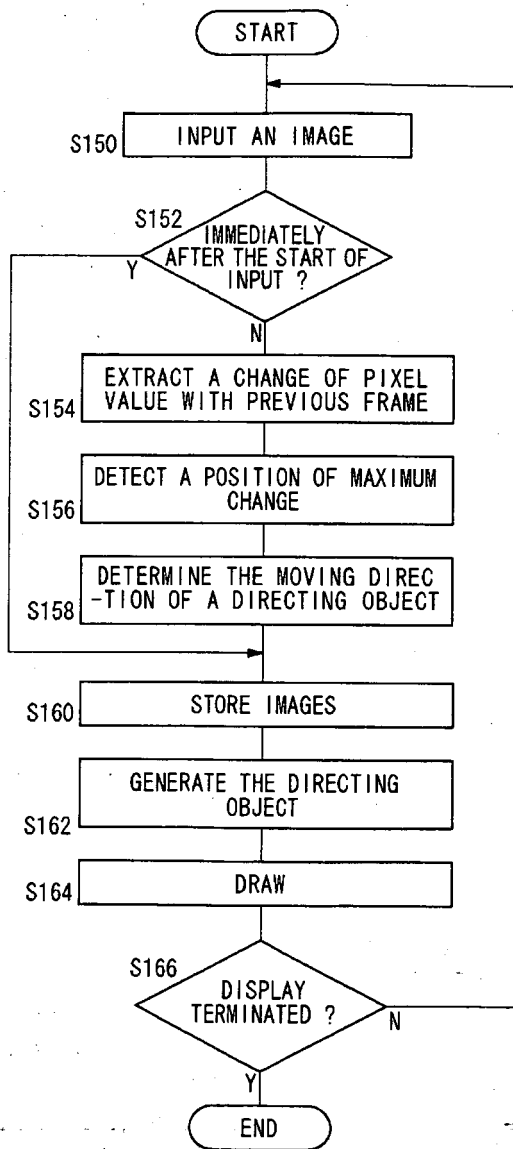 START
S150
INPUT AN IMAGE
S152
IMMEDIATELY
AFTER THE START OF
INPUT ?
Y
N
S154
EXTRACT A CHANGE OF PIXEL
VALUE WITH PREVIOUS FRAME
S156
DETECT A POSITION OF MAXIMUM
CHANGE
S158
DETERMINE THE MOVING DIREC
-TION OF A DIRECTING OBJECT
S160
STORE IMAGES
S162
GENERATE THE DIRECTING
OBJECT
S164
DRAW
S166
DISPLAY
TERMINATED ?
N
Y
END